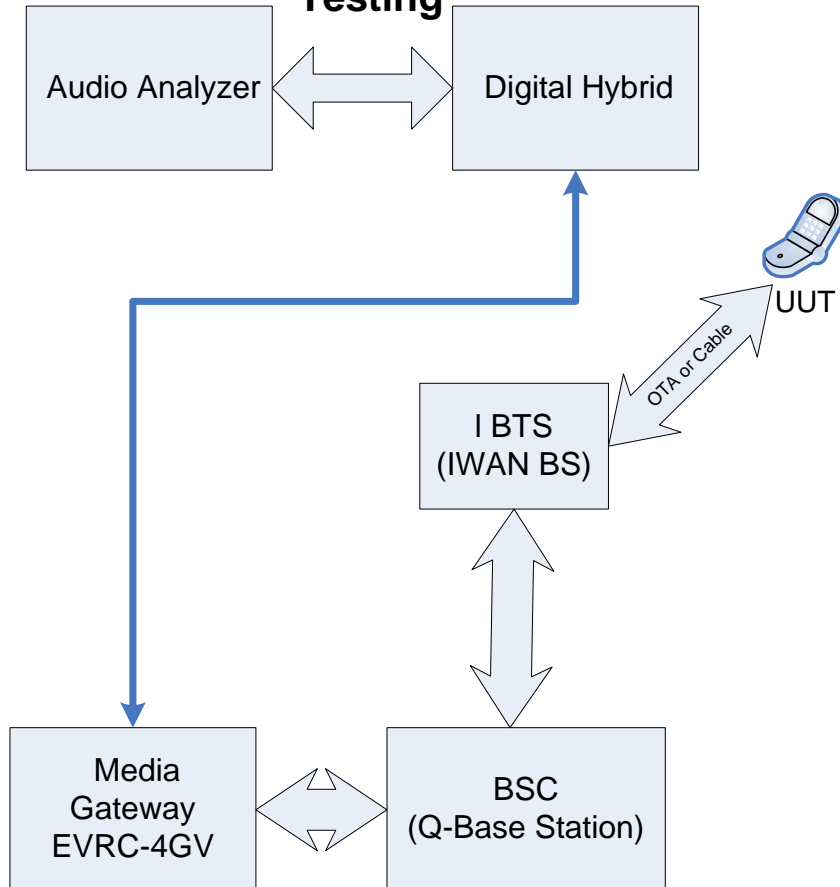 Testing
Audio Analyzer
Digital Hybrid
UUT
OTA or Cable
I BTS
(IWAN BS)
Media
Gateway
EVRC-4GV
BSC
(Q-Base Station)